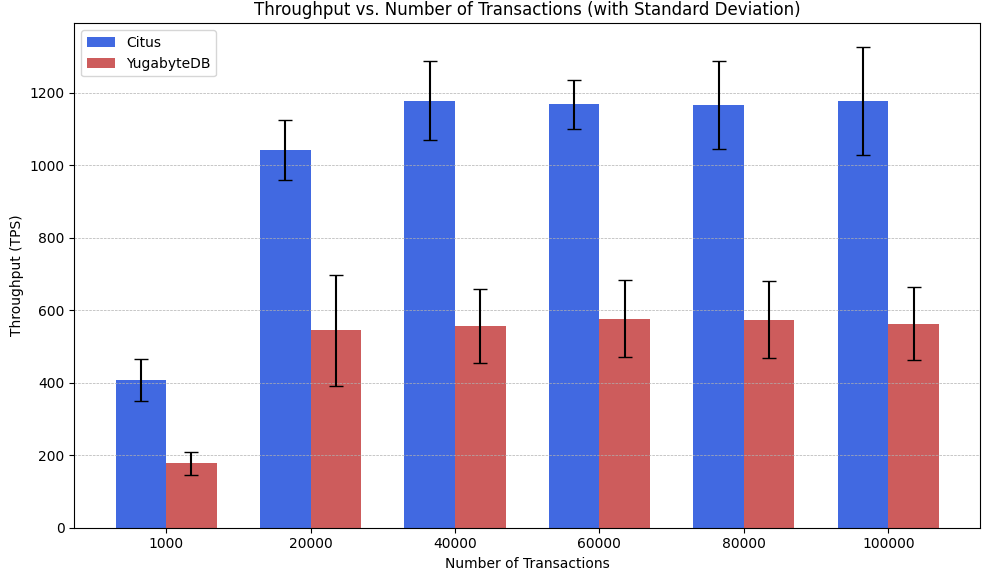 Throughput vs. Number of Transactions (with Standard Deviation)
Citus
YugabyteDB
Throughput (TPS)
1200
1000
800
600
400
200
0
1000 20000 40000 60000 80000 100000
Number of Transactions